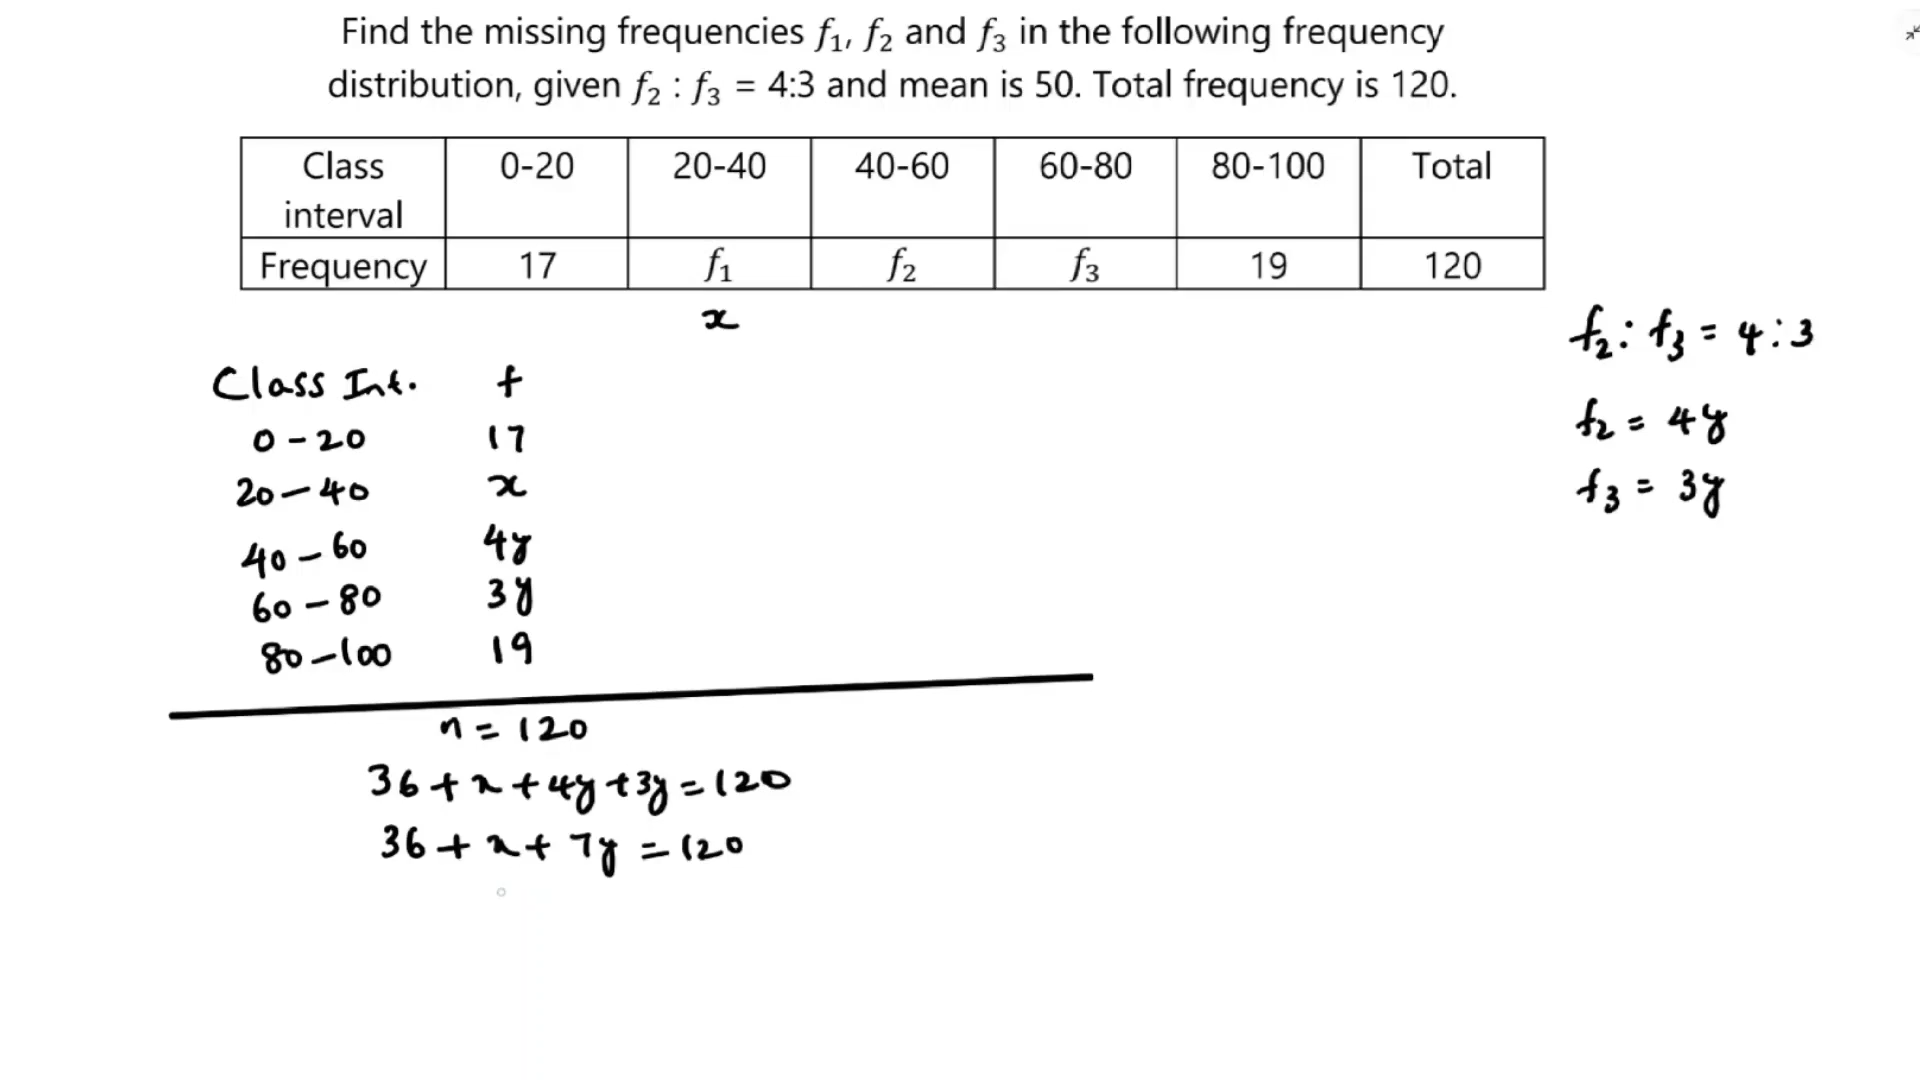 Find the missing frequencies f₁, f₂ and f₃ in the following frequency
distribution, given f₂ : f₃ = 4:3 and mean is 50. Total frequency is 120.
Class interval 0-20 20-40 40-60 60-80 80-100 Total
Frequency 17 f₁ f₂ f₃ 19 120
x
f₂ : f₃ = 4 : 3
f₂ = 4y
f₃ = 3y
Class Int. f
0 - 20 17
20 - 40 x
40 - 60 4y
60 - 80 3y
80 - 100 19
n = 120
36 + x + 4y + 3y = 120
36 + x + 7y = 120